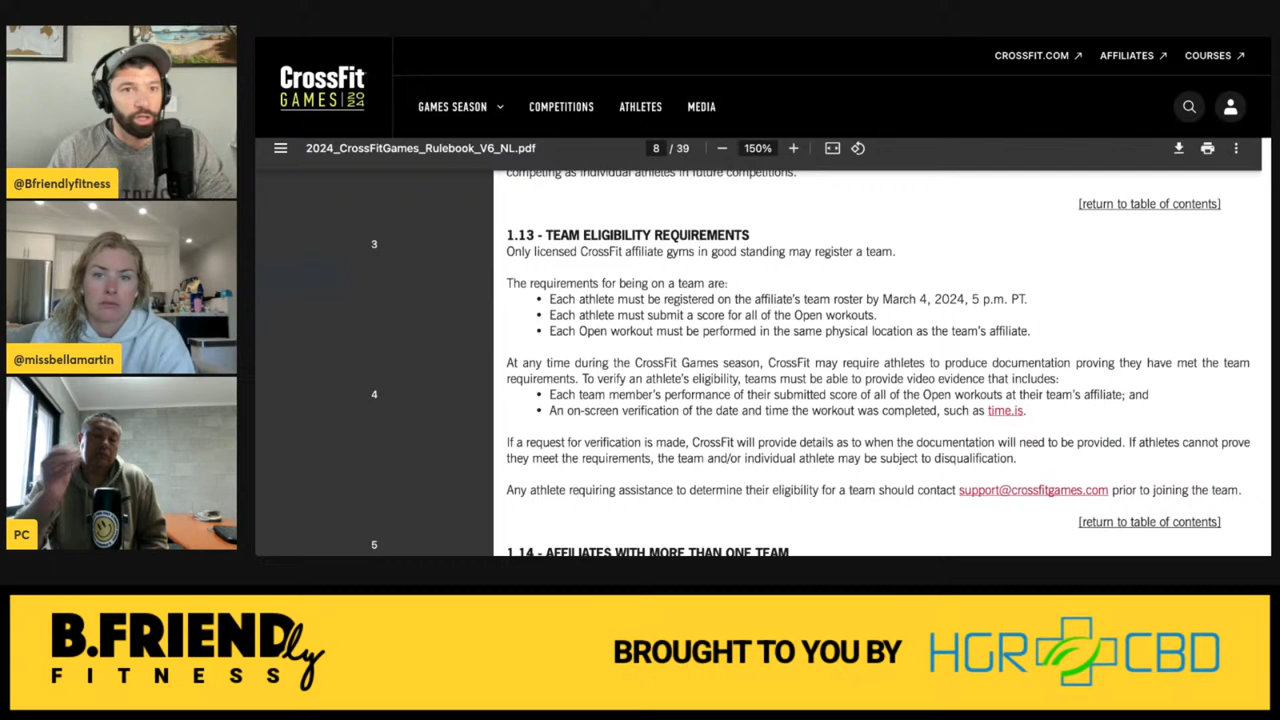 CROSSFIT.COM ↗ AFFILIATES ↗ COURSES ↗
CrossFit
GAMES 2024
GAMES SEASON COMPETITIONS ATHLETES MEDIA
2024_CrossFitGames_Rulebook_V6_NL.pdf 8 / 39 − 150% +
competing as individual athletes in future competitions.
[return to table of contents]
1.13 - TEAM ELIGIBILITY REQUIREMENTS
Only licensed CrossFit affiliate gyms in good standing may register a team.
The requirements for being on a team are:
• Each athlete must be registered on the affiliate's team roster by March 4, 2024, 5 p.m. PT.
• Each athlete must submit a score for all of the Open workouts.
• Each Open workout must be performed in the same physical location as the team's affiliate.
At any time during the CrossFit Games season, CrossFit may require athletes to produce documentation proving they have met the team
requirements. To verify an athlete's eligibility, teams must be able to provide video evidence that includes:
• Each team member's performance of their submitted score of all of the Open workouts at their team's affiliate; and
• An on-screen verification of the date and time the workout was completed, such as time.is.
If a request for verification is made, CrossFit will provide details as to when the documentation will need to be provided. If athletes cannot prove
they meet the requirements, the team and/or individual athlete may be subject to disqualification.
Any athlete requiring assistance to determine their eligibility for a team should contact support@crossfitgames.com prior to joining the team.
[return to table of contents]
1.14 - AFFILIATES WITH MORE THAN ONE TEAM
3
4
5
@Bfriendlyfitness
@missbellamartin
PC
B.FRIENDly
FITNESS
BROUGHT TO YOU BY
HGR CBD